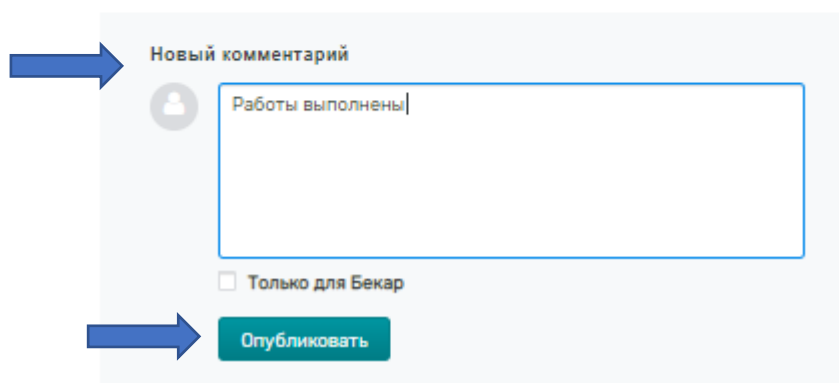 Новый комментарий
Работы выполнены
Только для Бекар
Опубликовать